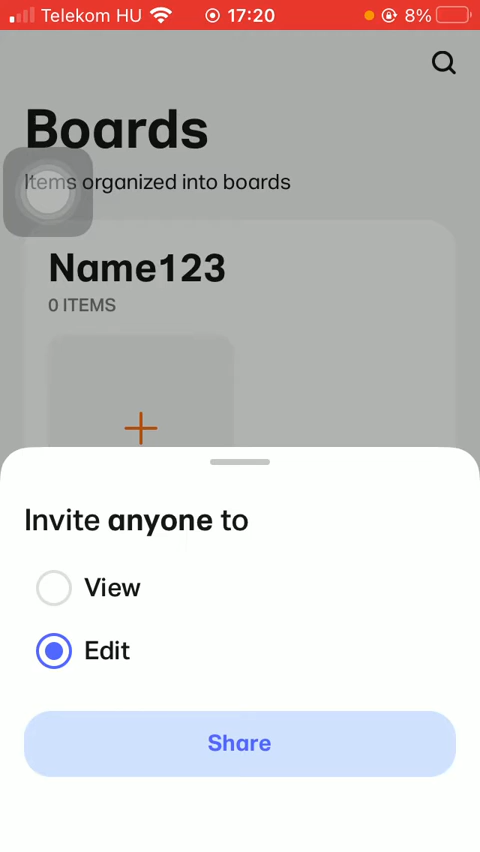 Telekom HU 17:20 8%
Boards
Items organized into boards
Name123
0 ITEMS
Invite anyone to
View
Edit
Share